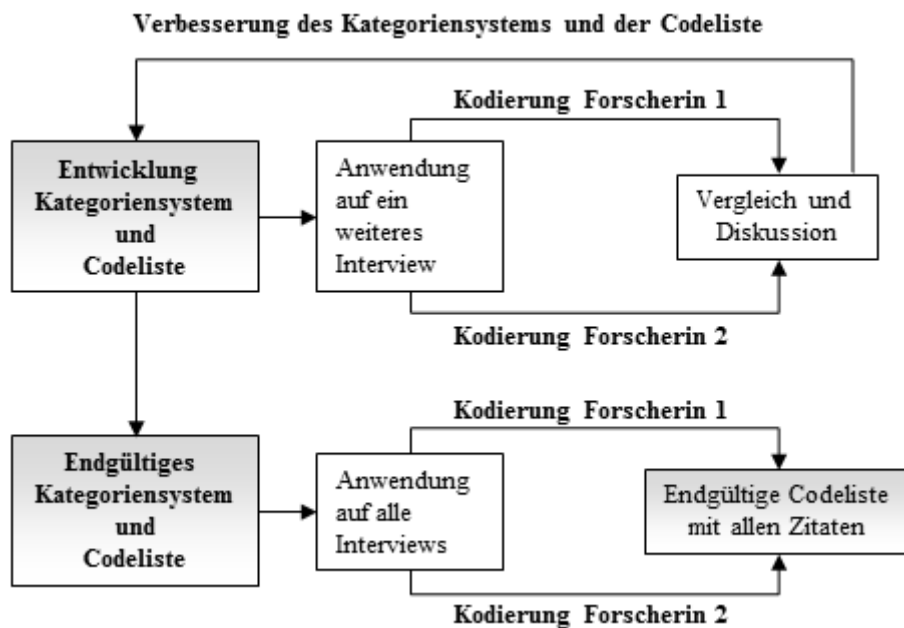 Verbesserung des Kategoriensystems und der Codeliste
Kodierung Forscherin 1
Entwicklung
Kategoriensystem
und
Codeliste
Anwendung
auf ein
weiteres
Interview
Vergleich und
Diskussion
Kodierung Forscherin 2
Kodierung Forscherin 1
Endgültiges
Kategoriensystem
und
Codeliste
Anwendung
auf alle
Interviews
Endgültige Codeliste
mit allen Zitaten
Kodierung Forscherin 2